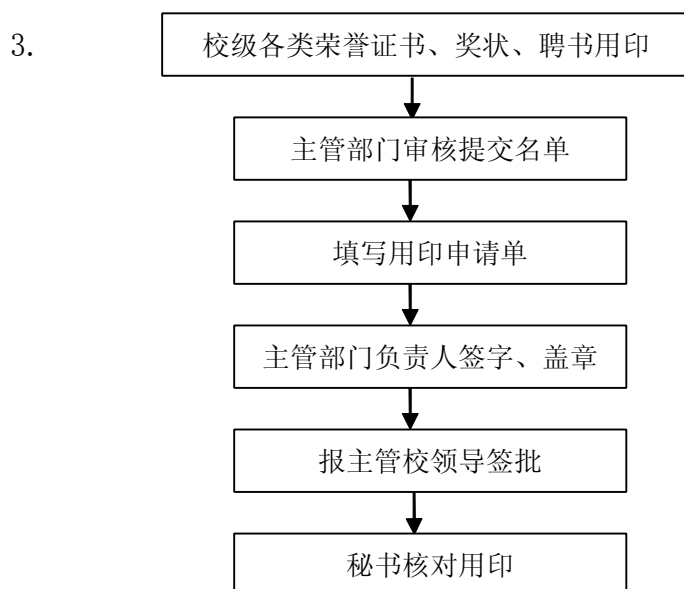 3.
校级各类荣誉证书、奖状、聘书用印
主管部门审核提交名单
填写用印申请单
主管部门负责人签字、盖章
报主管校领导签批
秘书核对用印